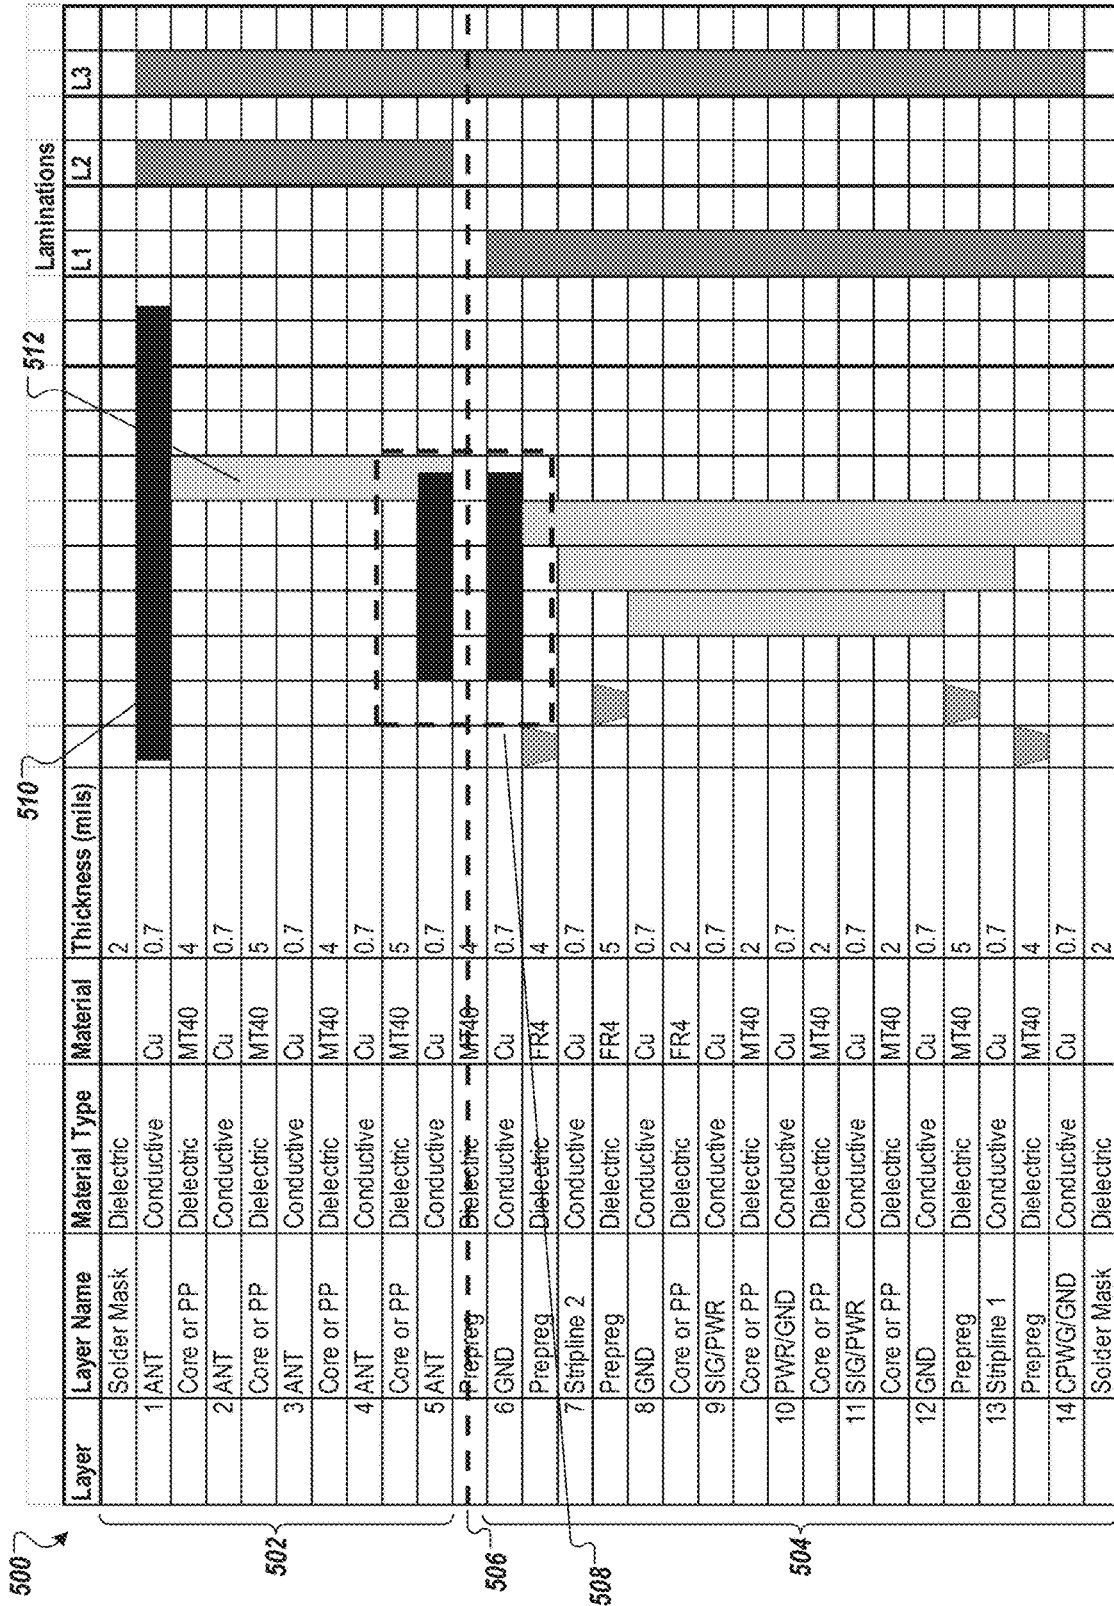 500
510
512
Laminations
Layer Layer Name Material Type Material Thickness (mils) L1 L2 L3
Solder Mask Dielectric 2
1 ANT Conductive Cu 0.7
Core or PP Dielectric MT40 4
2 ANT Conductive Cu 0.7
Core or PP Dielectric MT40 5
3 ANT Conductive Cu 0.7
Core or PP Dielectric MT40 4
4 ANT Conductive Cu 0.7
Core or PP Dielectric MT40 5
5 ANT Conductive Cu 0.7
Prepreg Dielectric MT40 4
6 GND Conductive Cu 0.7
Prepreg Dielectric FR4 4
7 Stripline 2 Conductive Cu 0.7
Prepreg Dielectric FR4 5
8 GND Conductive Cu 0.7
Core or PP Dielectric FR4 2
9 SIG/PWR Conductive Cu 0.7
Core or PP Dielectric MT40 2
10 PWR/GND Conductive Cu 0.7
Core or PP Dielectric MT40 2
11 SIG/PWR Conductive Cu 0.7
Core or PP Dielectric MT40 2
12 GND Conductive Cu 0.7
Prepreg Dielectric MT40 5
13 Stripline 1 Conductive Cu 0.7
Prepreg Dielectric MT40 4
14 CPWG/GND Conductive Cu 0.7
Solder Mask Dielectric 2
502
506
508
504